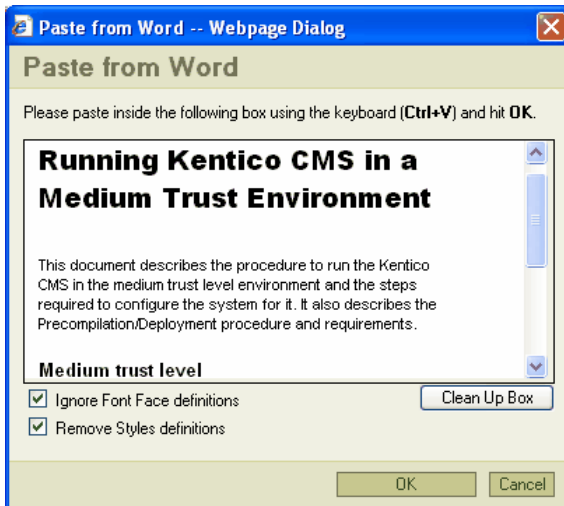 Paste from Word -- Webpage Dialog
Paste from Word
Please paste inside the following box using the keyboard (Ctrl+V) and hit OK.
Running Kentico CMS in a
Medium Trust Environment
This document describes the procedure to run the Kentico
CMS in the medium trust level environment and the steps
required to configure the system for it. It also describes the
Precompilation/Deployment procedure and requirements.
Medium trust level
Ignore Font Face definitions
Clean Up Box
Remove Styles definitions
OK
Cancel